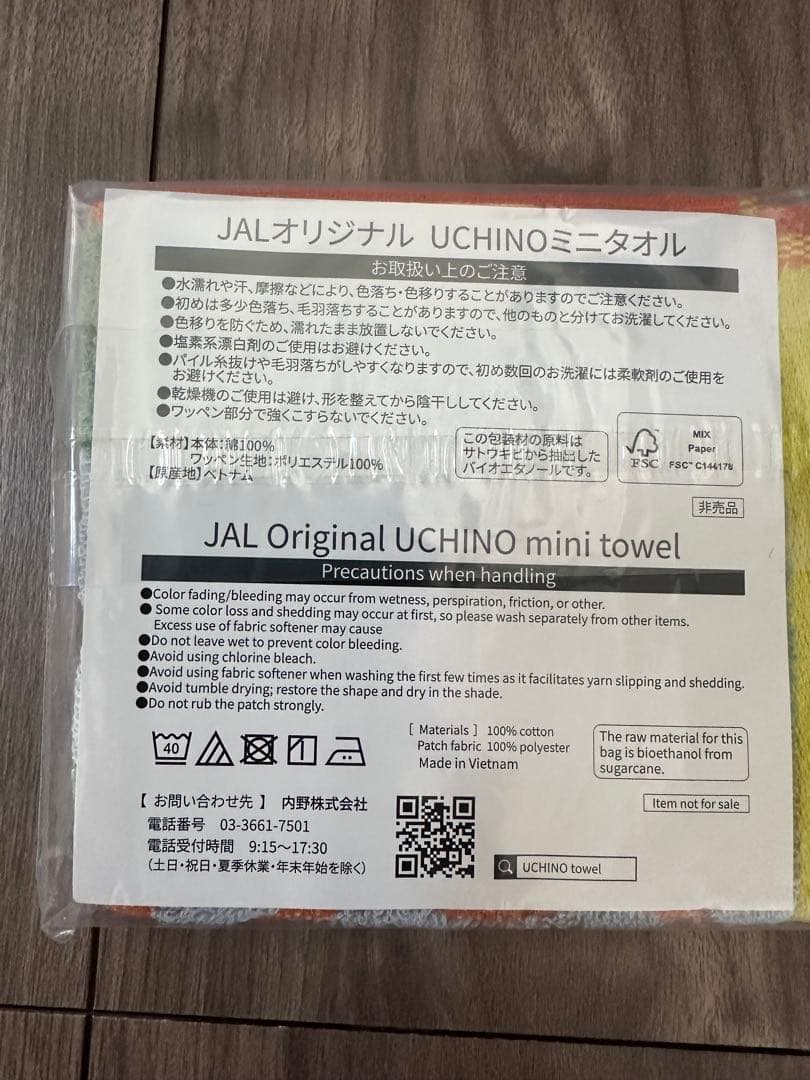 JALオリジナル UCHINOミニタオル
お取扱い上のご注意
●水濡れや汗、摩擦などにより、色落ち・色移りすることがありますのでご注意ください。
●初めは多少色落ち、毛羽落ちすることがありますので、他のものと分けてお洗濯してください。
●色移りを防ぐため、濡れたまま放置しないでください。
●塩素系漂白剤のご使用はお避けください。
●パイル糸抜けや毛羽落ちがしやすくなりますので、初め数回のお洗濯には柔軟剤のご使用を
お避けください。
●乾燥機のご使用は避け、形を整えてから陰干ししてください。
●ワッペン部分で強くこすらないでください。
【素材】本体:綿100%
ワッペン生地:ポリエステル100%
【原産地】ベトナム
この包装材の原料は
サトウキビから抽出した
バイオエタノールです。
FSC
MIX
Paper
FSC™ C144178
非売品
JAL Original UCHINO mini towel
Precautions when handling
●Color fading/bleeding may occur from wetness, perspiration, friction, or other.
● Some color loss and shedding may occur at first, so please wash separately from other items.
Excess use of fabric softener may cause
●Do not leave wet to prevent color bleeding.
●Avoid using chlorine bleach.
●Avoid using fabric softener when washing the first few times as it facilitates yarn slipping and shedding.
●Avoid tumble drying; restore the shape and dry in the shade.
●Do not rub the patch strongly.
40
[ Materials ] 100% cotton
Patch fabric 100% polyester
Made in Vietnam
The raw material for this
bag is bioethanol from
sugarcane.
Item not for sale
【 お問い合わせ先 】 内野株式会社
電話番号 03-3661-7501
電話受付時間 9:15～17:30
(土日・祝日・夏季休業・年末年始を除く)
UCHINO towel